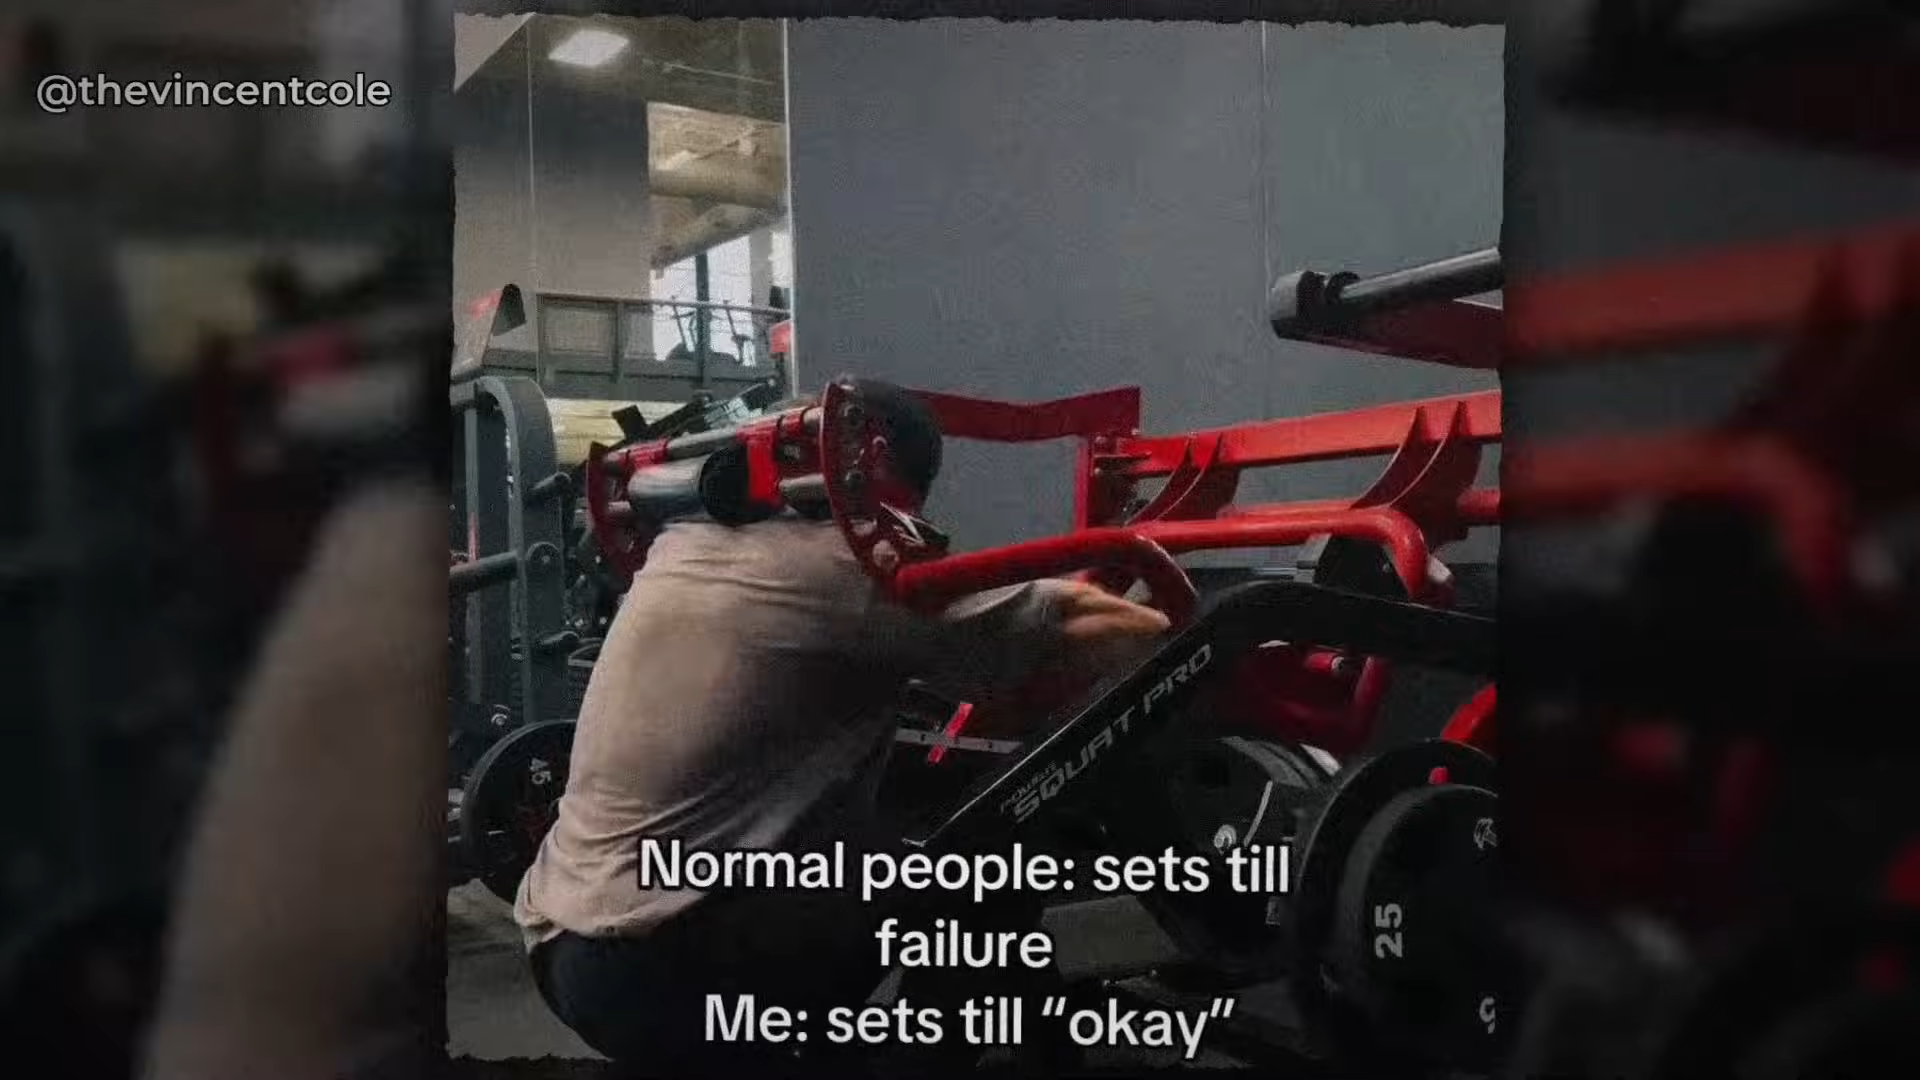 @thevincentcole
45
SQUAT PRO
25
Normal people: sets till
failure
Me: sets till “okay”